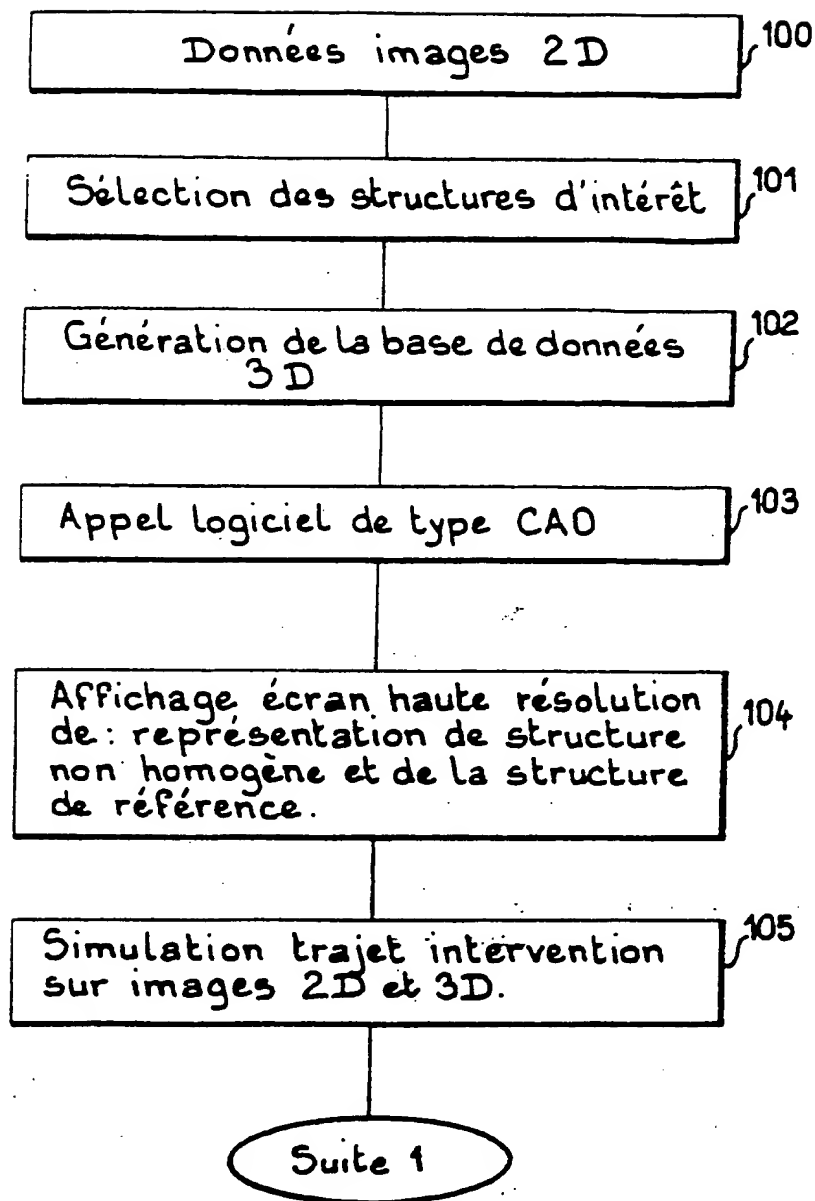 Données images 2D
100
Sélection des structures d'intérêt
101
Génération de la base de données
3D
102
Appel logiciel de type CAO
103
Affichage écran haute résolution
de : représentation de structure
non homogène et de la structure
de référence.
104
Simulation trajet intervention
sur images 2D et 3D.
105
Suite 1